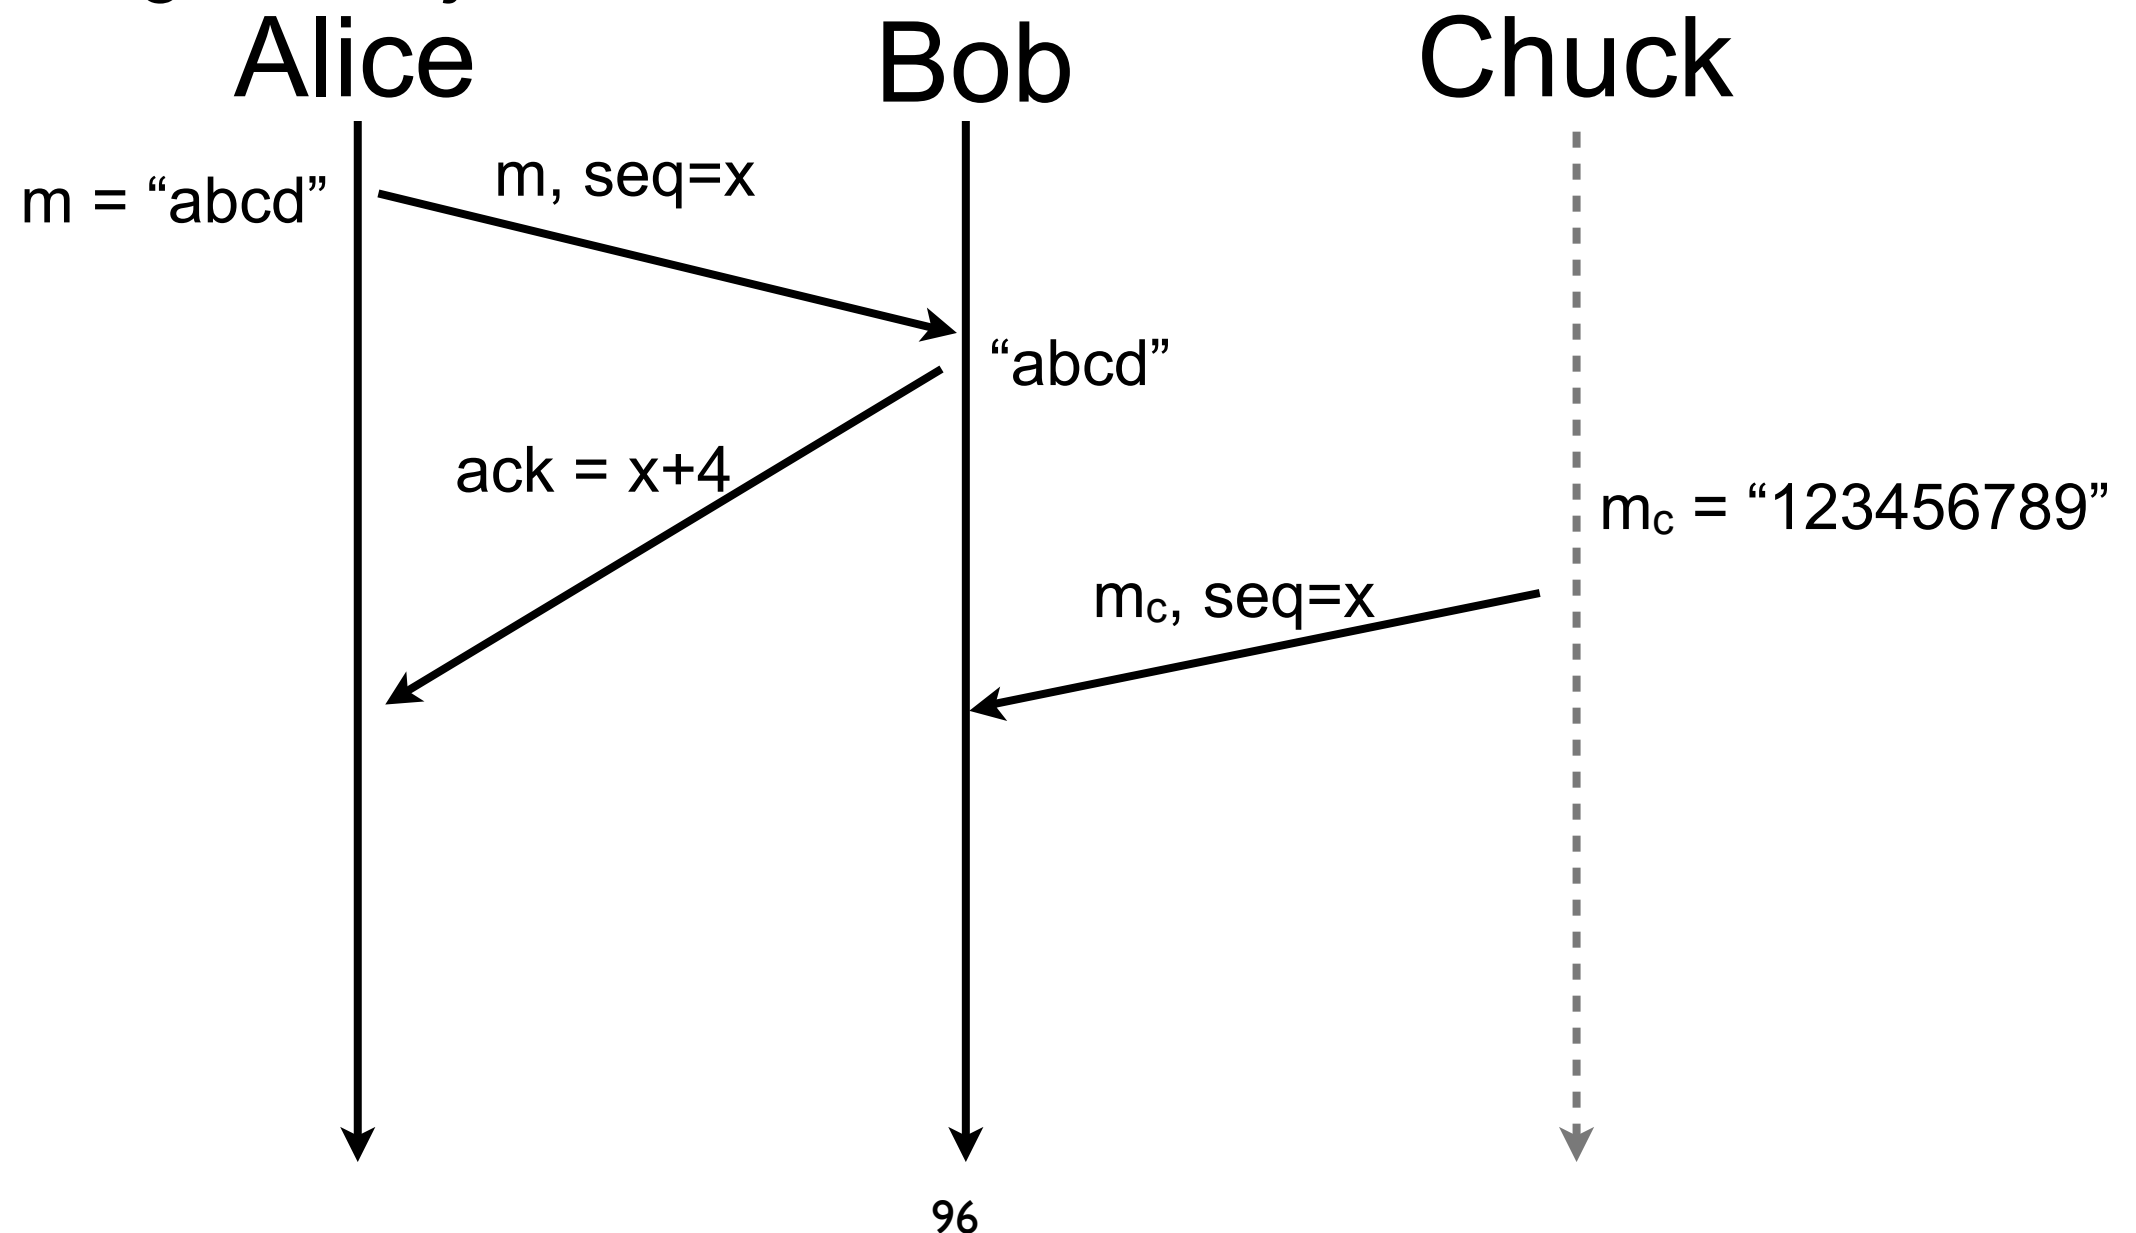 Alice
Bob
Chuck
m = “abcd”
m, seq=x
“abcd”
ack = x+4
mc = “123456789”
mc, seq=x
96